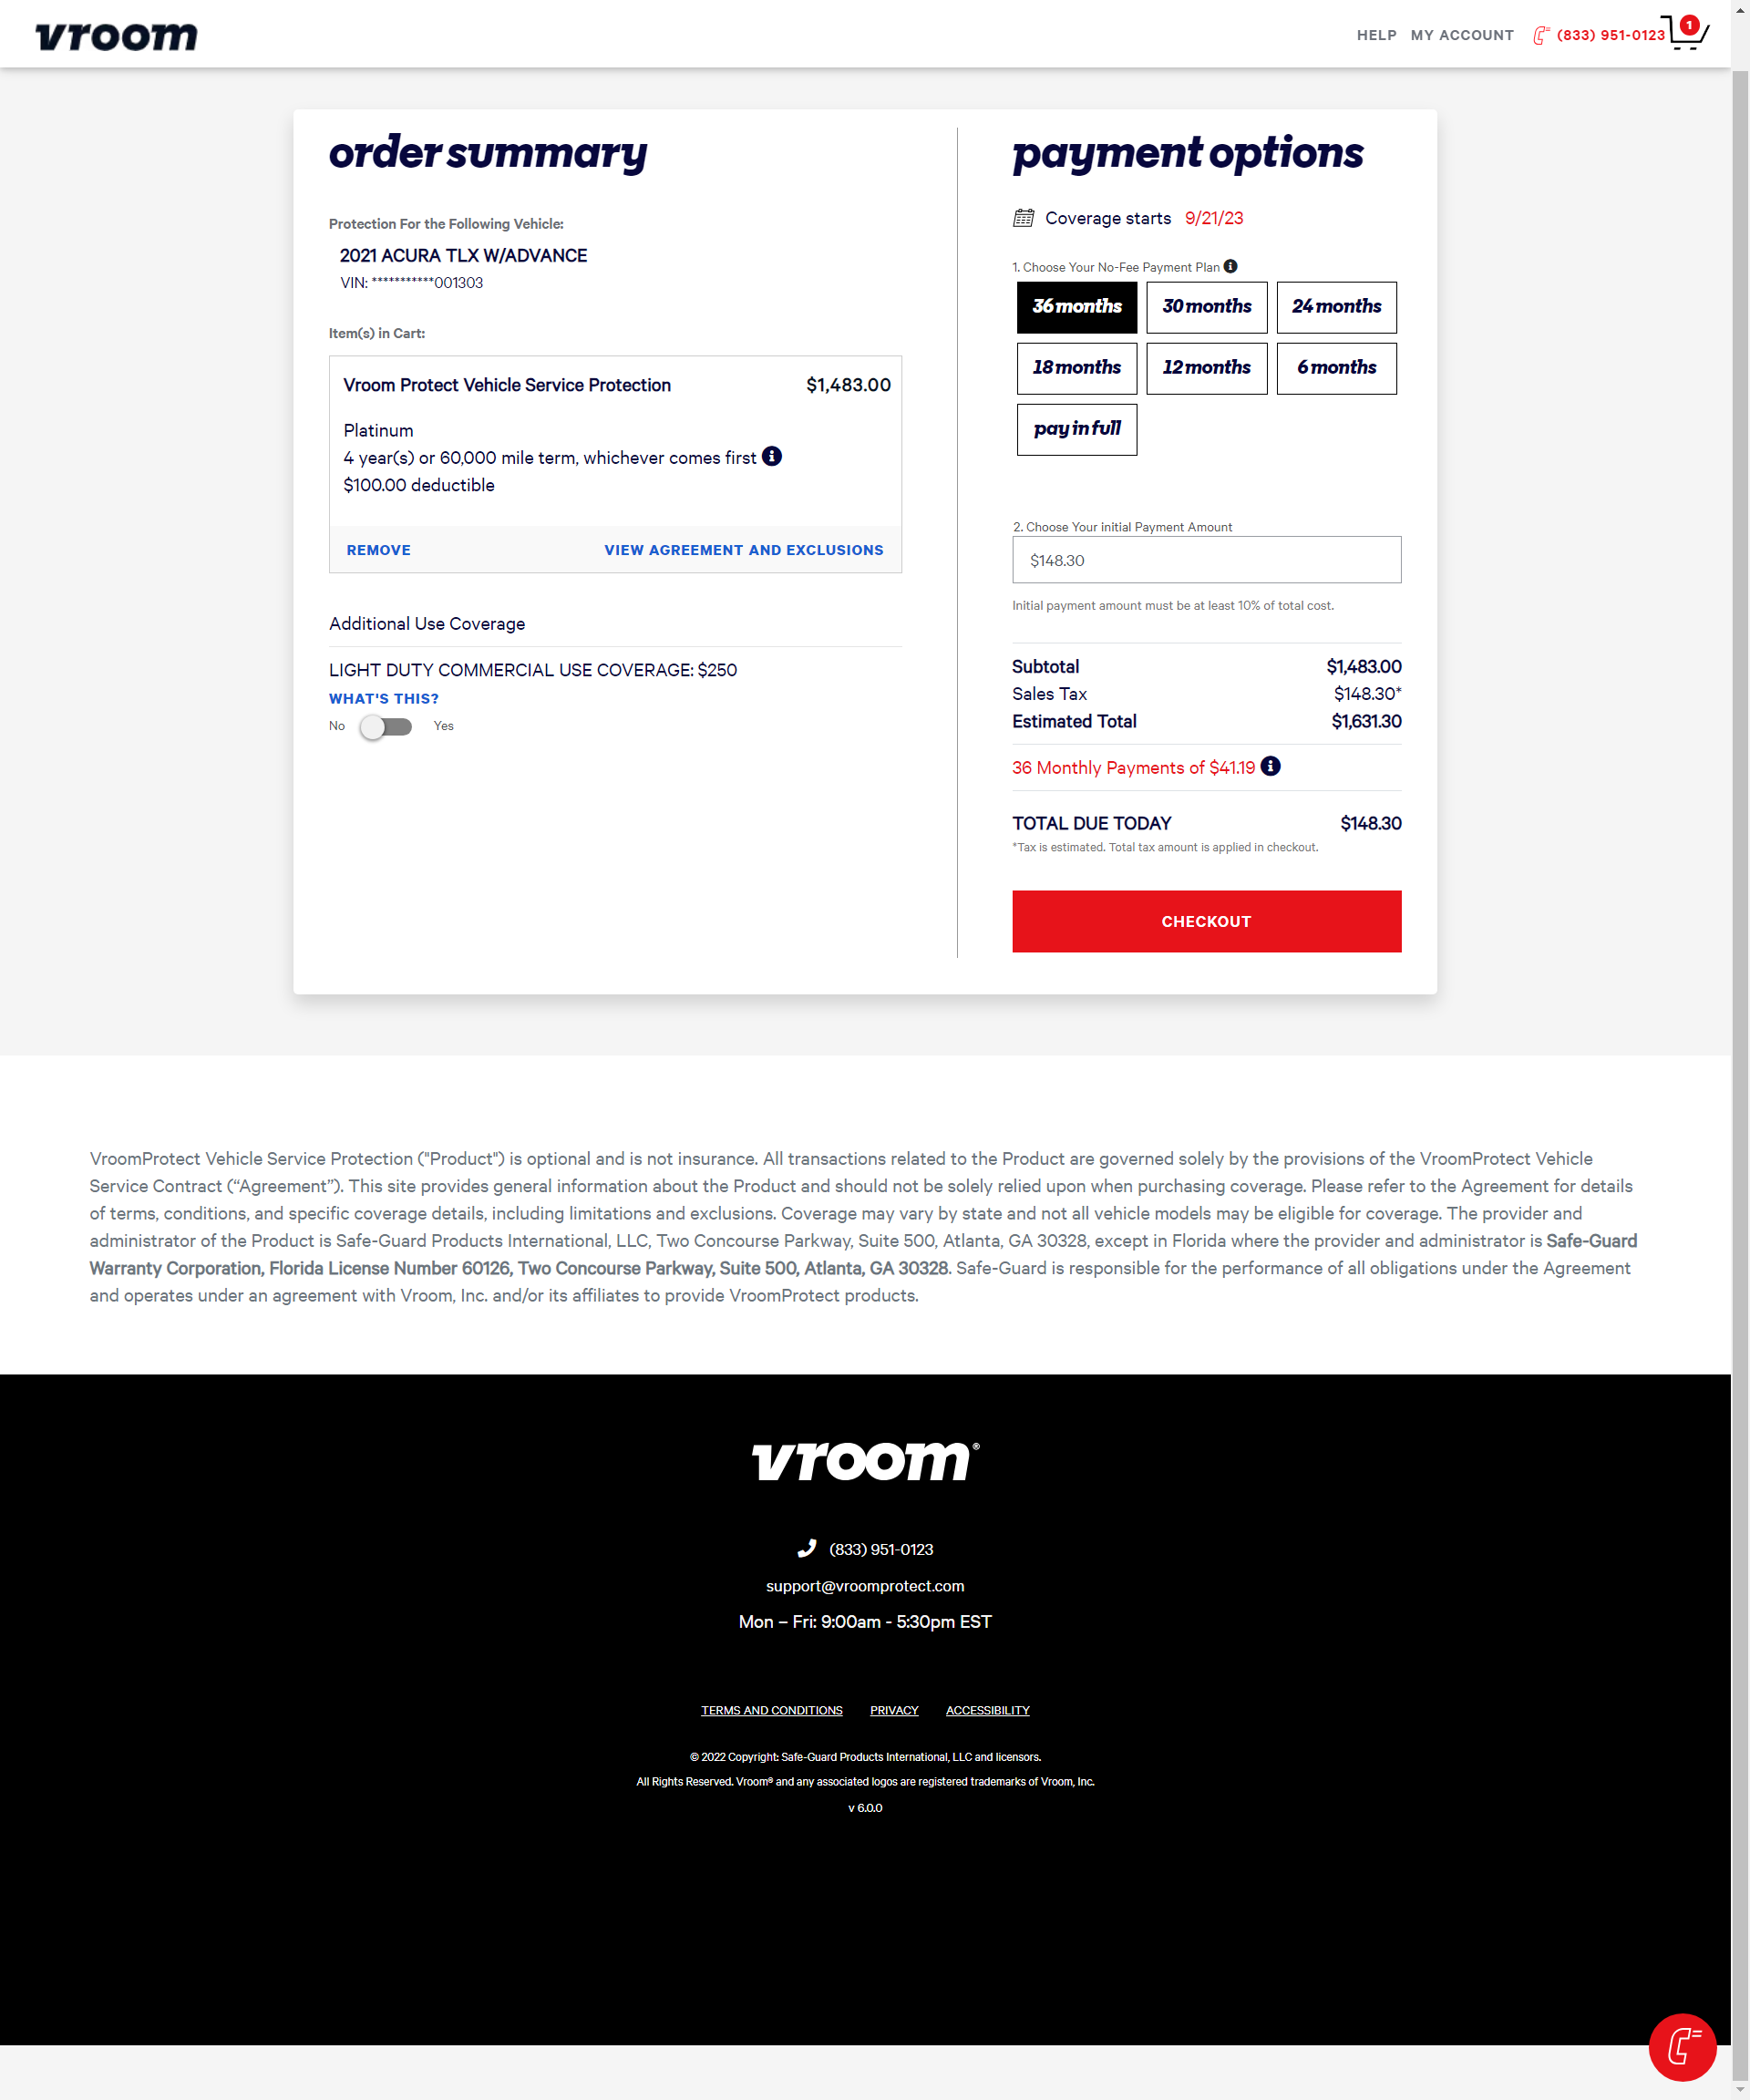 vroom
HELP MY ACCOUNT (833) 951-0123 1
order summary
Protection For the Following Vehicle:
2021 ACURA TLX W/ADVANCE
VIN: ***********001303
Item(s) in Cart:
Vroom Protect Vehicle Service Protection $1,483.00
Platinum
4 year(s) or 60,000 mile term, whichever comes first
$100.00 deductible
REMOVE VIEW AGREEMENT AND EXCLUSIONS
Additional Use Coverage
LIGHT DUTY COMMERCIAL USE COVERAGE: $250
WHAT'S THIS?
No Yes
payment options
Coverage starts 9/21/23
1. Choose Your No-Fee Payment Plan
36 months 30 months 24 months
18 months 12 months 6 months
pay in full
2. Choose Your initial Payment Amount
$148.30
Initial payment amount must be at least 10% of total cost.
Subtotal $1,483.00
Sales Tax $148.30*
Estimated Total $1,631.30
36 Monthly Payments of $41.19
TOTAL DUE TODAY $148.30
*Tax is estimated. Total tax amount is applied in checkout.
CHECKOUT
VroomProtect Vehicle Service Protection ("Product") is optional and is not insurance. All transactions related to the Product are governed solely by the provisions of the VroomProtect Vehicle
Service Contract (“Agreement”). This site provides general information about the Product and should not be solely relied upon when purchasing coverage. Please refer to the Agreement for details
of terms, conditions, and specific coverage details, including limitations and exclusions. Coverage may vary by state and not all vehicle models may be eligible for coverage. The provider and
administrator of the Product is Safe-Guard Products International, LLC, Two Concourse Parkway, Suite 500, Atlanta, GA 30328, except in Florida where the provider and administrator is Safe-Guard
Warranty Corporation, Florida License Number 60126, Two Concourse Parkway, Suite 500, Atlanta, GA 30328. Safe-Guard is responsible for the performance of all obligations under the Agreement
and operates under an agreement with Vroom, Inc. and/or its affiliates to provide VroomProtect products.
vroom®
(833) 951-0123
support@vroomprotect.com
Mon – Fri: 9:00am - 5:30pm EST
TERMS AND CONDITIONS PRIVACY ACCESSIBILITY
© 2022 Copyright: Safe-Guard Products International, LLC and licensors.
All Rights Reserved. Vroom® and any associated logos are registered trademarks of Vroom, Inc.
v 6.0.0